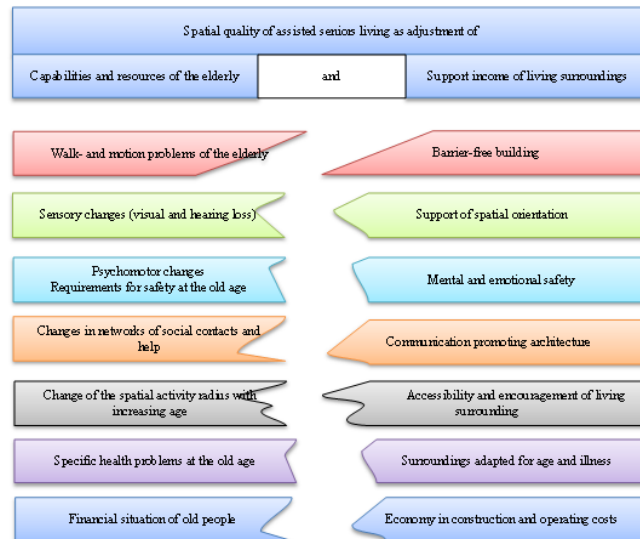 Spatial quality of assisted seniors living as adjustment of
Capabilities and resources of the elderly
and
Support income of living surroundings
Walk- and motion problems of the elderly
Barrier-free building
Sensory changes (visual and hearing loss)
Support of spatial orientation
Psychomotor changes
Requirements for safety at the old age
Mental and emotional safety
Changes in networks of social contacts and
help
Communication promoting architecture
Change of the spatial activity radius with
increasing age
Accessibility and encouragement of living
surrounding
Specific health problems at the old age
Surroundings adapted for age and illness
Financial situation of old people
Economy in construction and operating costs